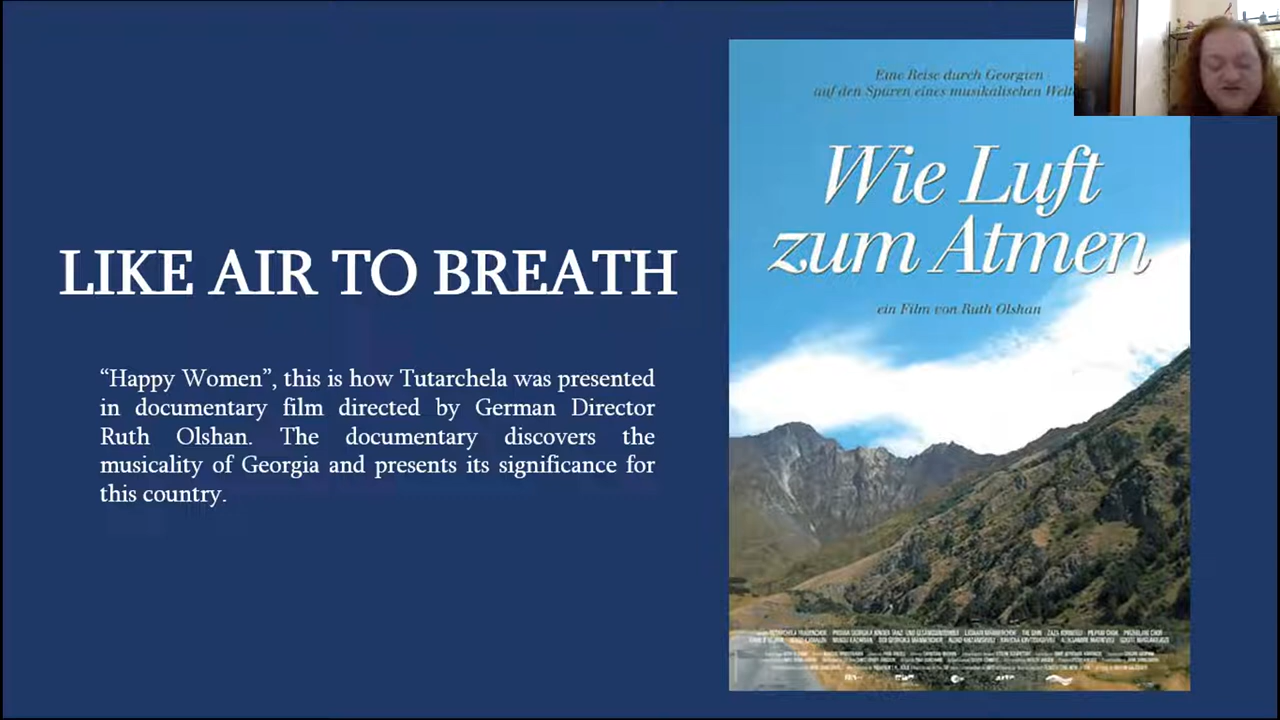 LIKE AIR TO BREATH
“Happy Women”, this is how Tutarchela was presented
in documentary film directed by German Director
Ruth Olshan. The documentary discovers the
musicality of Georgia and presents its significance for
this country.
Eine Reise durch Georgien
auf den Spuren eines musikalischen
Wie Luft
zum Atmen
ein Film von Ruth Olshan